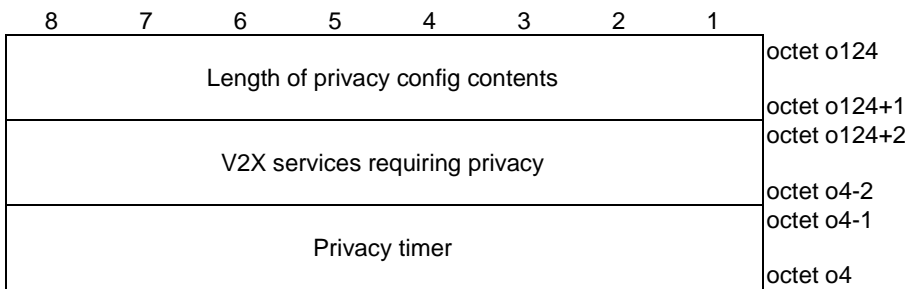 8 7 6 5 4 3 2 1
Length of privacy config contents
octet o124
octet o124+1
V2X services requiring privacy
octet o124+2
octet o4-2
Privacy timer
octet o4-1
octet o4